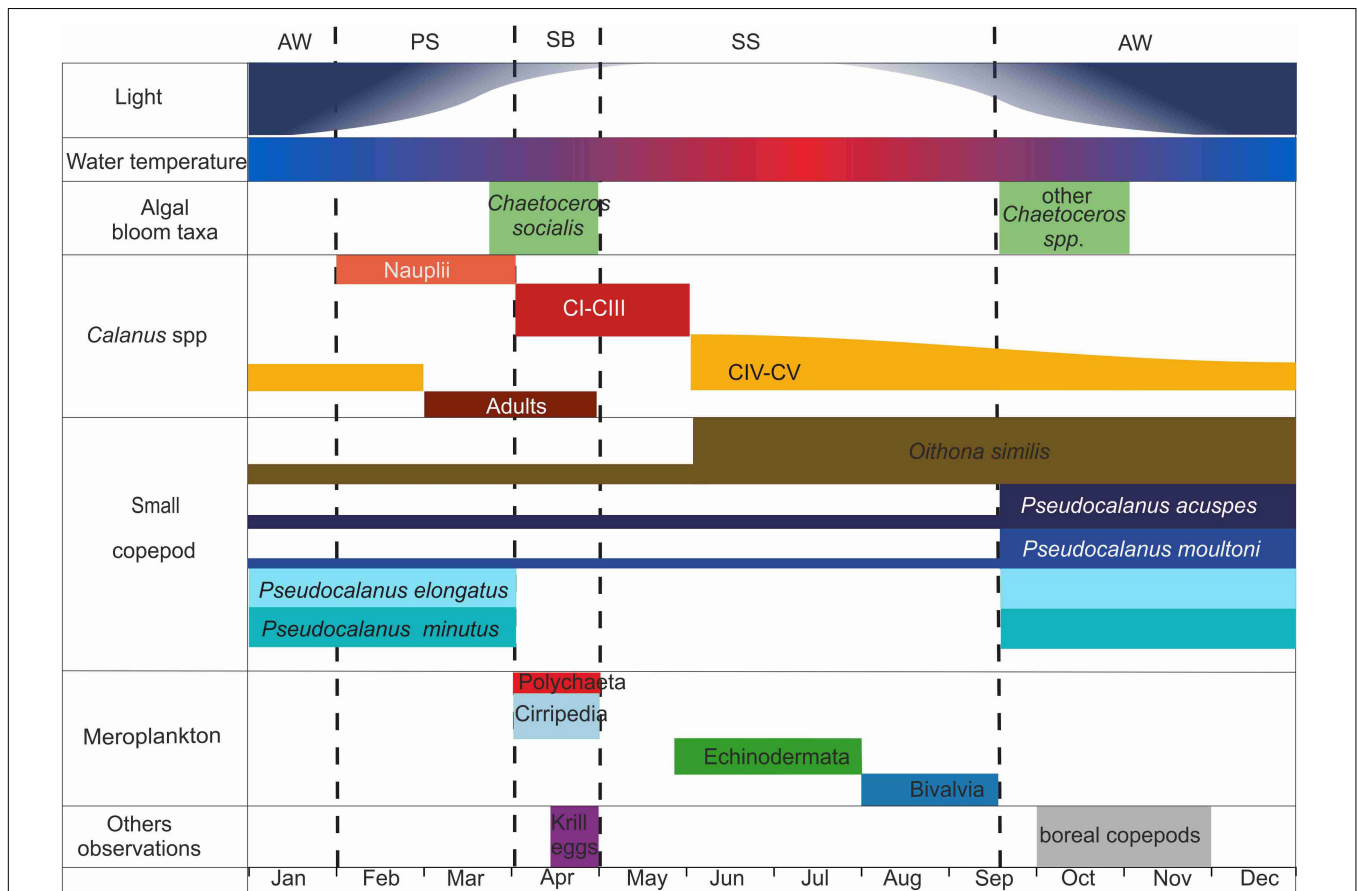 AW PS SB SS AW
Light
Water temperature
Algal
bloom taxa
Chaetoceros
socialis
other
Chaetoceros
spp.
Calanus spp
Nauplii
CI-CIII
CIV-CV
Adults
Small
copepod
Oithona similis
Pseudocalanus acuspes
Pseudocalanus moultoni
Pseudocalanus elongatus
Pseudocalanus minutus
Meroplankton
Polychaeta
Cirripedia
Echinodermata
Bivalvia
Others
observations
Krill
eggs
boreal copepods
Jan Feb Mar Apr May Jun Jul Aug Sep Oct Nov Dec